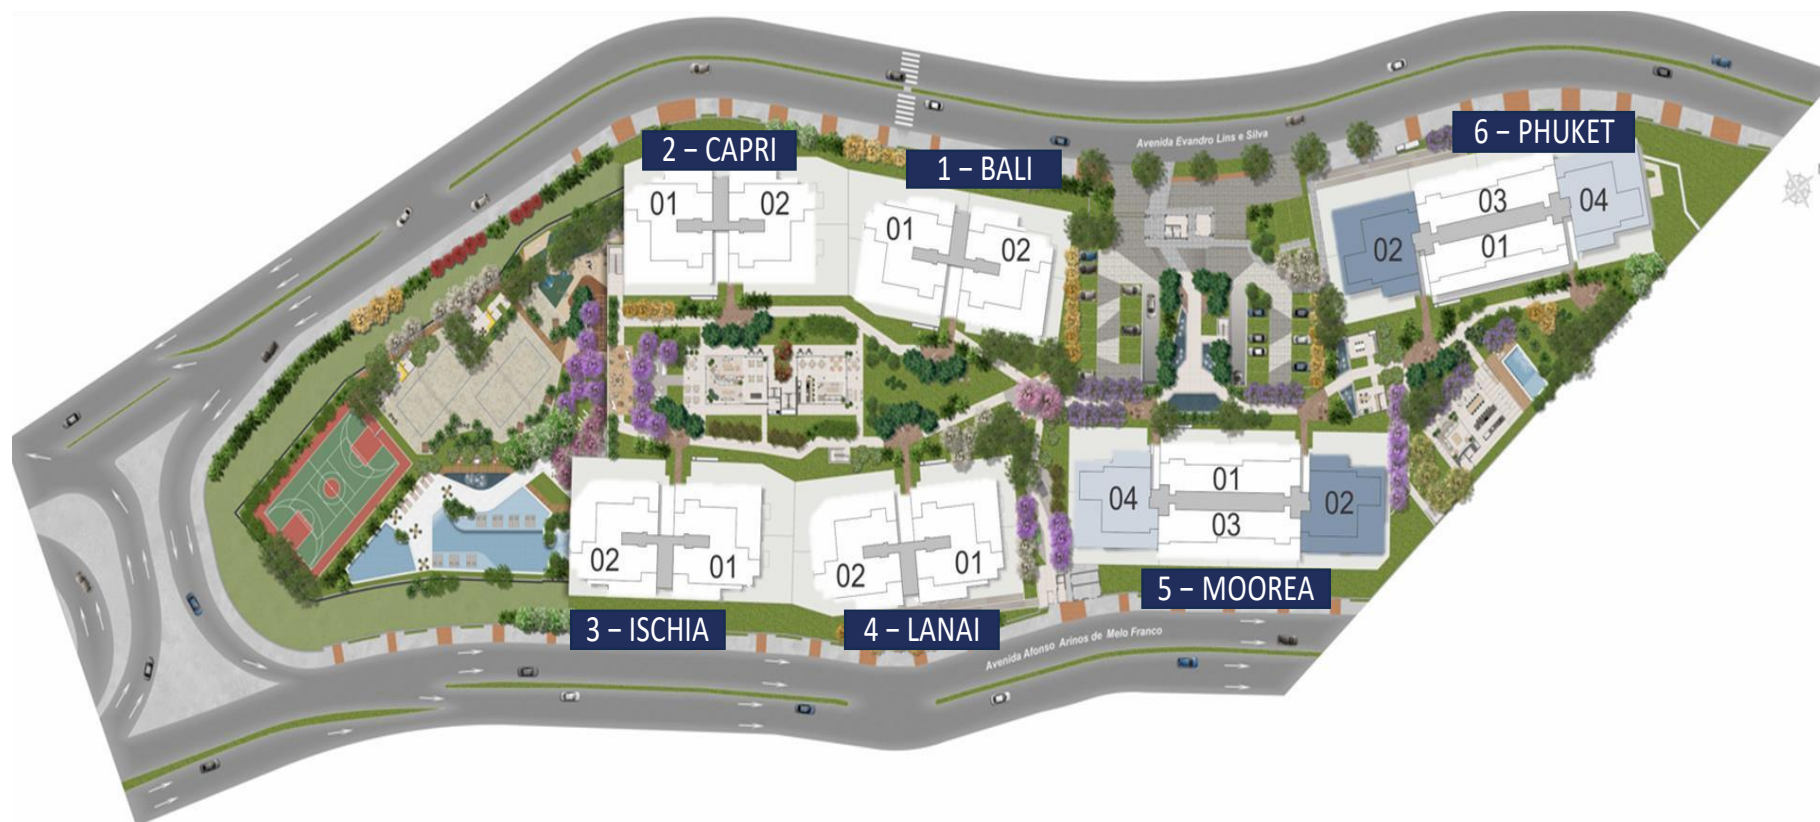 Avenida Evandro Lins e Silva
6 – PHUKET
2 – CAPRI
1 – BALI
01
02
01
02
03
04
02
01
01
04
02
03
02
01
02
01
5 – MOOREA
3 – ISCHIA
4 – LANAI
Avenida Afonso Arinos de Melo Franco